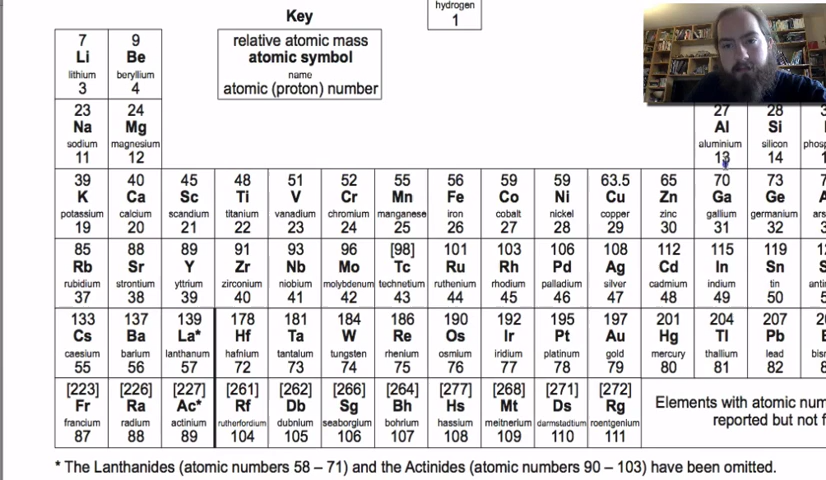 hydrogen
1
Key
relative atomic mass
atomic symbol
name
atomic (proton) number
7 9
Li Be
lithium beryllium
3 4
23 24 27 28
Na Mg Al Si
sodium magnesium aluminium silicon
11 12 13 14
39 40 45 48 51 52 55 56 59 59 63.5 65 70 73
K Ca Sc Ti V Cr Mn Fe Co Ni Cu Zn Ga Ge
potassium calcium scandium titanium vanadium chromium manganese iron cobalt nickel copper zinc gallium germanium
19 20 21 22 23 24 25 26 27 28 29 30 31 32
85 88 89 91 93 96 [98] 101 103 106 108 112 115 119
Rb Sr Y Zr Nb Mo Tc Ru Rh Pd Ag Cd In Sn
rubidium strontium yttrium zirconium niobium molybdenum technetium ruthenium rhodium palladium silver cadmium indium tin
37 38 39 40 41 42 43 44 45 46 47 48 49 50
133 137 139 178 181 184 186 190 192 195 197 201 204 207
Cs Ba La* Hf Ta W Re Os Ir Pt Au Hg Tl Pb
caesium barium lanthanum hafnium tantalum tungsten rhenium osmium iridium platinum gold mercury thallium lead
55 56 57 72 73 74 75 76 77 78 79 80 81 82
[223] [226] [227] [261] [262] [266] [264] [277] [268] [271] [272]
Fr Ra Ac* Rf Db Sg Bh Hs Mt Ds Rg
francium radium actinium rutherfordium dubnium seaborgium bohrium hassium meitnerium darmstadtium roentgenium
87 88 89 104 105 106 107 108 109 110 111
Elements with atomic num
reported but not f
* The Lanthanides (atomic numbers 58 – 71) and the Actinides (atomic numbers 90 – 103) have been omitted.